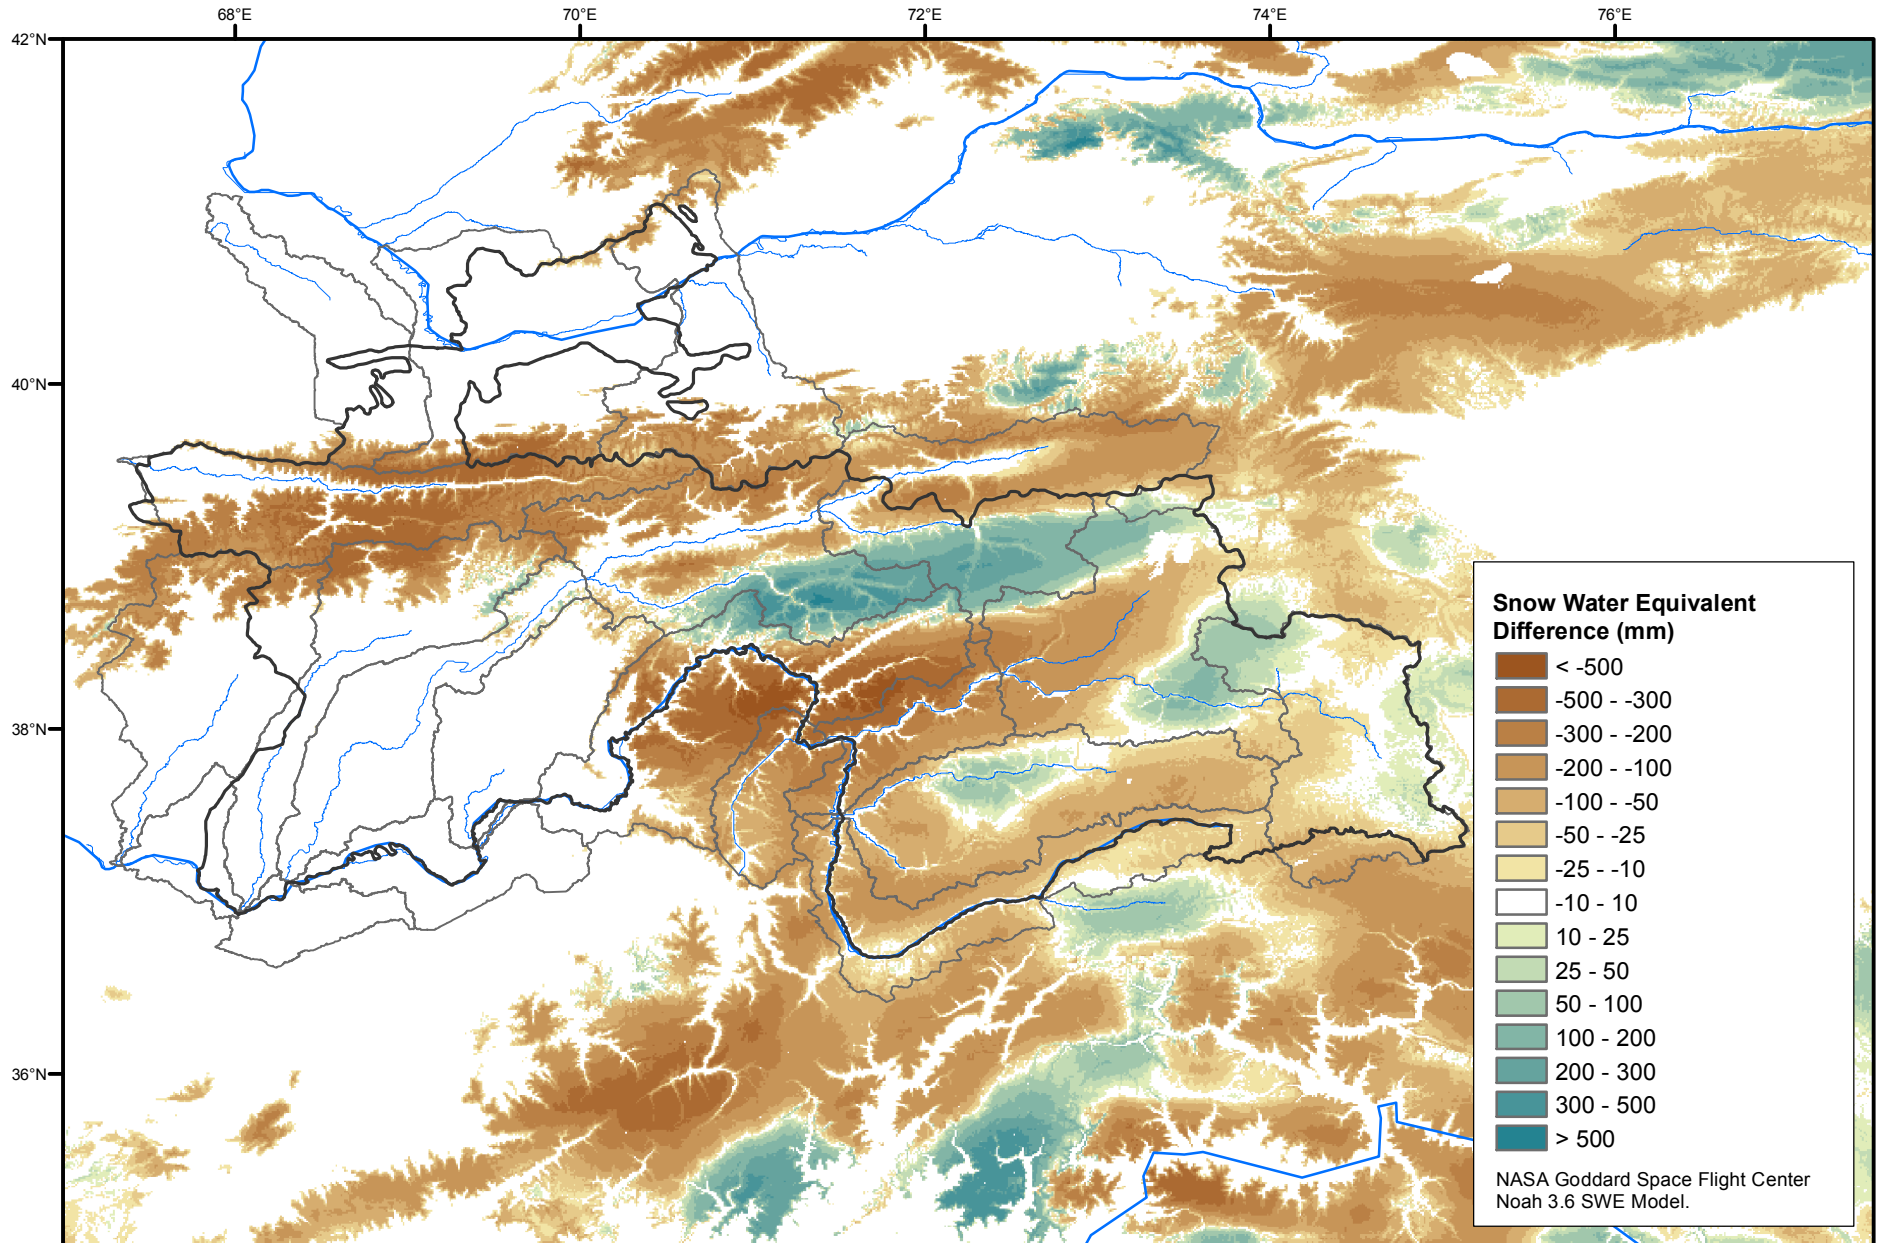 68°E 70°E 72°E 74°E 76°E
42°N
40°N
38°N
36°N
Snow Water Equivalent
Difference (mm)
< -500
-500 - -300
-300 - -200
-200 - -100
-100 - -50
-50 - -25
-25 - -10
-10 - 10
10 - 25
25 - 50
50 - 100
100 - 200
200 - 300
300 - 500
> 500
NASA Goddard Space Flight Center
Noah 3.6 SWE Model.